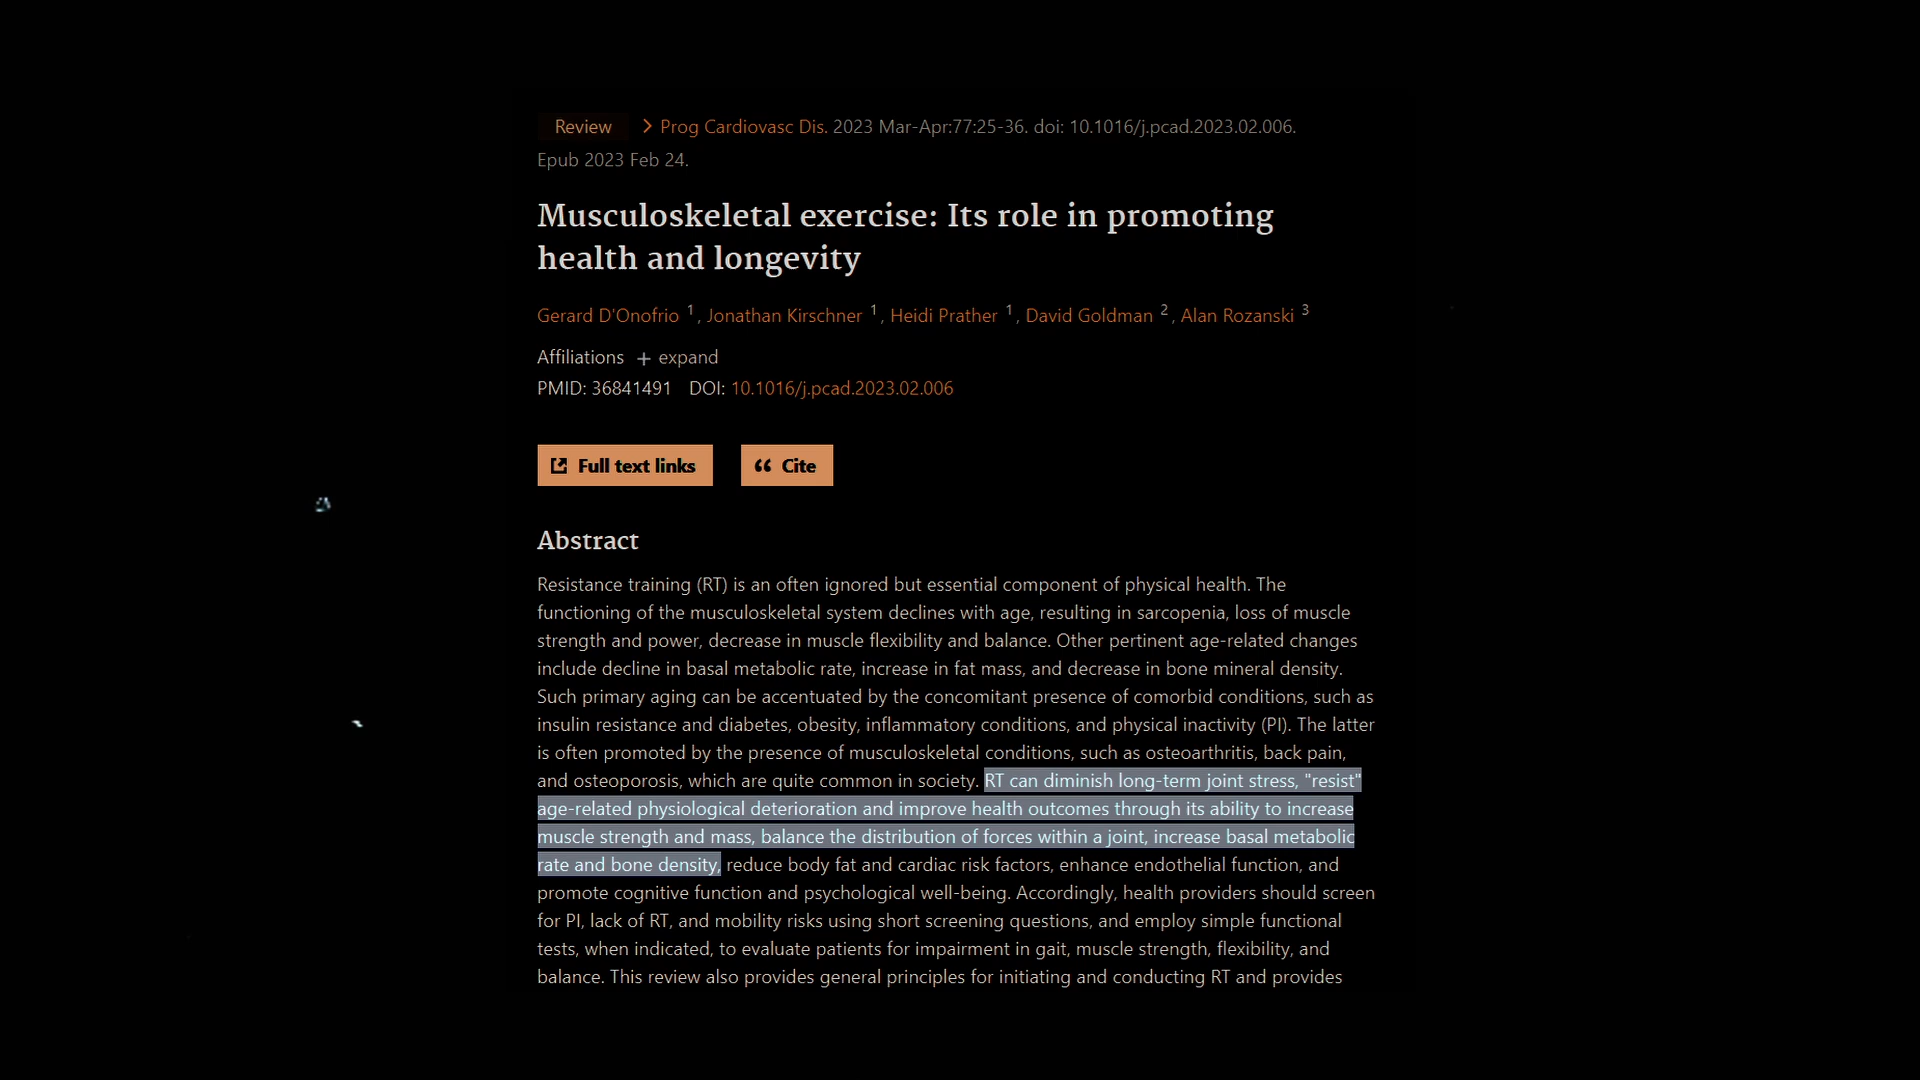 Review > Prog Cardiovasc Dis. 2023 Mar-Apr:77:25-36. doi: 10.1016/j.pcad.2023.02.006.
Epub 2023 Feb 24.
Musculoskeletal exercise: Its role in promoting
health and longevity
Gerard D'Onofrio 1, Jonathan Kirschner 1, Heidi Prather 1, David Goldman 2, Alan Rozanski 3
Affiliations + expand
PMID: 36841491 DOI: 10.1016/j.pcad.2023.02.006
Full text links
Cite
Abstract
Resistance training (RT) is an often ignored but essential component of physical health. The
functioning of the musculoskeletal system declines with age, resulting in sarcopenia, loss of muscle
strength and power, decrease in muscle flexibility and balance. Other pertinent age-related changes
include decline in basal metabolic rate, increase in fat mass, and decrease in bone mineral density.
Such primary aging can be accentuated by the concomitant presence of comorbid conditions, such as
insulin resistance and diabetes, obesity, inflammatory conditions, and physical inactivity (PI). The latter
is often promoted by the presence of musculoskeletal conditions, such as osteoarthritis, back pain,
and osteoporosis, which are quite common in society. RT can diminish long-term joint stress, "resist"
age-related physiological deterioration and improve health outcomes through its ability to increase
muscle strength and mass, balance the distribution of forces within a joint, increase basal metabolic
rate and bone density, reduce body fat and cardiac risk factors, enhance endothelial function, and
promote cognitive function and psychological well-being. Accordingly, health providers should screen
for PI, lack of RT, and mobility risks using short screening questions, and employ simple functional
tests, when indicated, to evaluate patients for impairment in gait, muscle strength, flexibility, and
balance. This review also provides general principles for initiating and conducting RT and provides